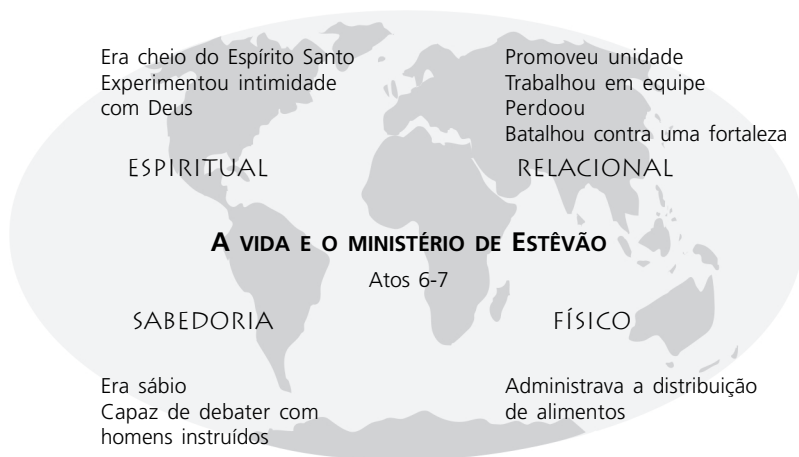 Era cheio do Espírito Santo
Experimentou intimidade
com Deus
ESPIRITUAL
Promoveu unidade
Trabalhou em equipe
Perdoou
Batalhou contra uma fortaleza
RELACIONAL
A VIDA E O MINISTÉRIO DE ESTÊVÃO
Atos 6-7
SABEDORIA
Era sábio
Capaz de debater com
homens instruídos
FÍSICO
Administrava a distribuição
de alimentos